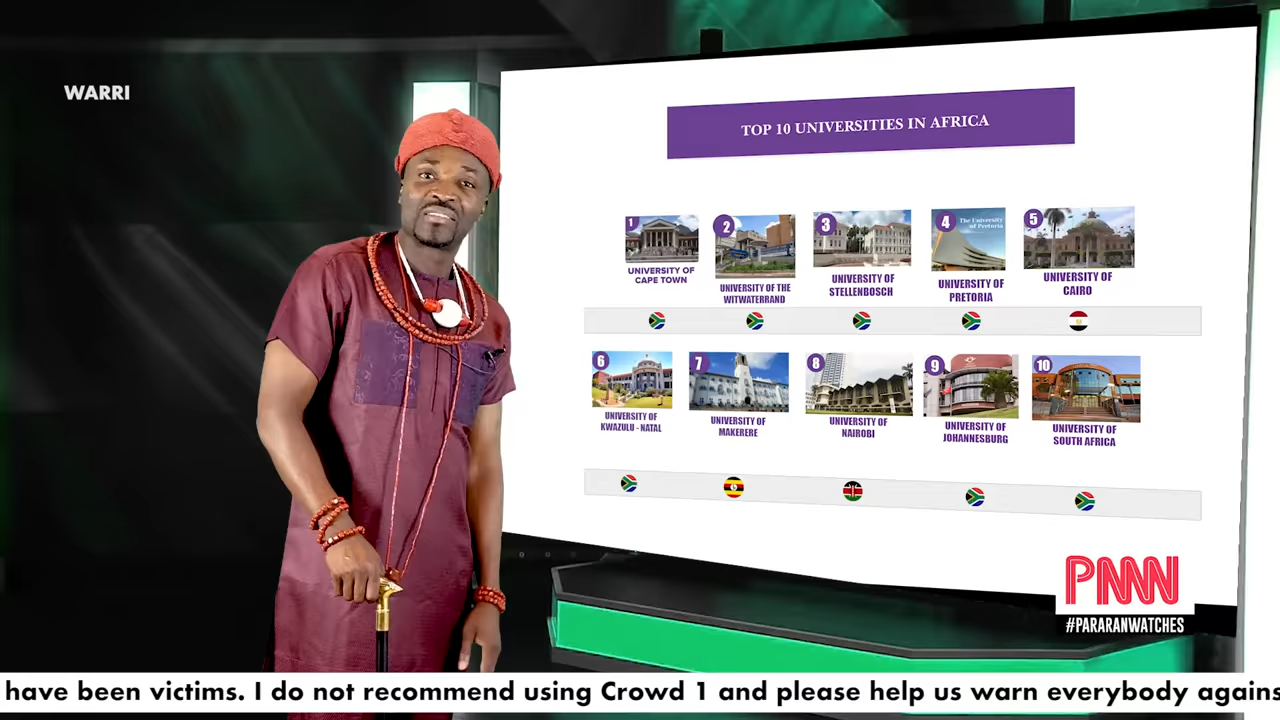 WARRI
TOP 10 UNIVERSITIES IN AFRICA
1
UNIVERSITY OF
CAPE TOWN
2
UNIVERSITY OF THE
WITWATERRAND
3
UNIVERSITY OF
STELLENBOSCH
4
The University
of Pretoria
UNIVERSITY OF
PRETORIA
5
UNIVERSITY OF
CAIRO
6
UNIVERSITY OF
KWAZULU - NATAL
7
UNIVERSITY OF
MAKERERE
8
UNIVERSITY OF
NAIROBI
9
UNIVERSITY OF
JOHANNESBURG
10
UNIVERSITY OF
SOUTH AFRICA
PNNN
#PARARANWATCHES
have been victims. I do not recommend using Crowd 1 and please help us warn everybody agains